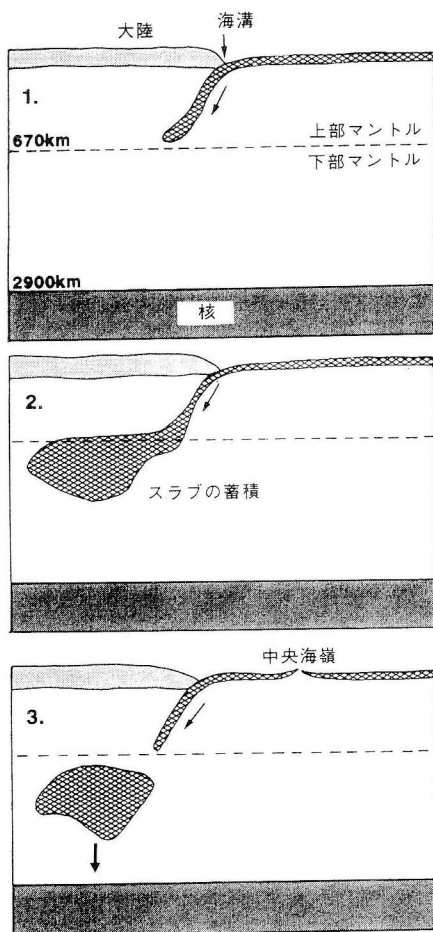 大陸
海溝
1.
670km
上部マントル
下部マントル
2900km
核
2.
スラブの蓄積
中央海嶺
3.